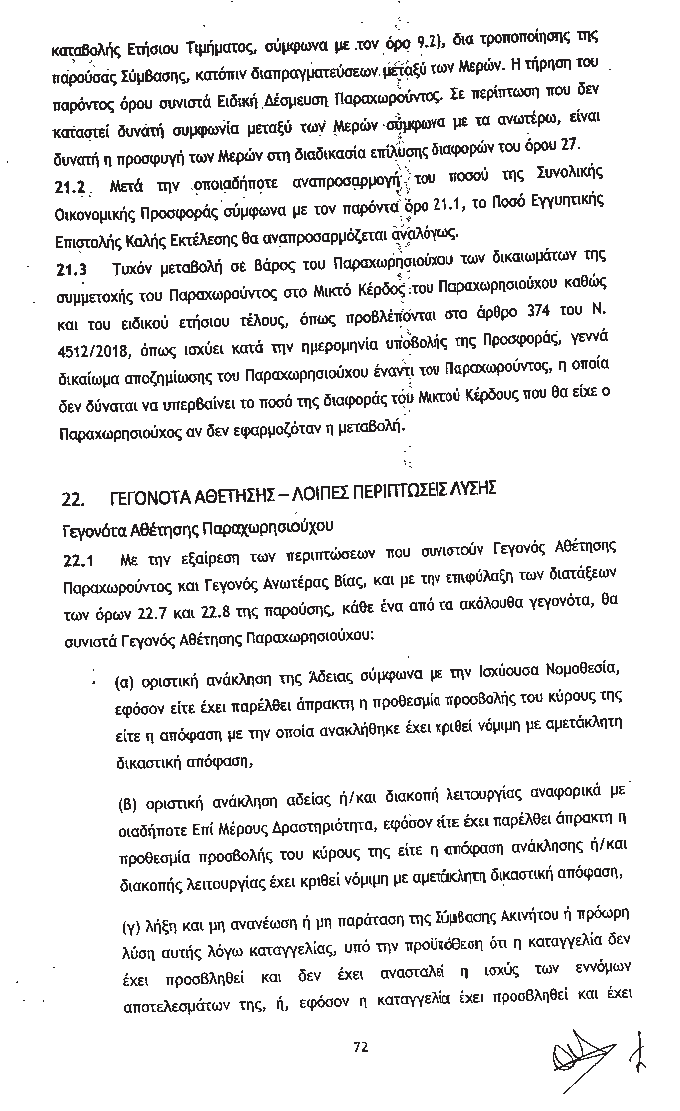 καταβολής Ετήσιου Τιμήματος, σύμφωνα με τον όρο 9.2), δια τροποποίησης της
παρούσας Σύμβασης, κατόπιν διαπραγματεύσεων μεταξύ των Μερών. Η τήρηση του
παρόντος όρου συνιστά Ειδική Δέσμευση Παραχωρούντος. Σε περίπτωση που δεν
καταστεί δυνατή συμφωνία μεταξύ των Μερών σύμφωνα με τα ανωτέρω, είναι
δυνατή η προσφυγή των Μερών στη διαδικασία επίλυσης διαφορών του όρου 27.
21.2 Μετά την οποιαδήποτε αναπροσαρμογή του ποσού της Συνολικής
Οικονομικής Προσφοράς σύμφωνα με τον παρόντα όρο 21.1, το Ποσό Εγγυητικής
Επιστολής Καλής Εκτέλεσης θα αναπροσαρμόζεται αναλόγως.
21.3 Τυχόν μεταβολή σε βάρος του Παραχωρησιούχου των δικαιωμάτων της
συμμετοχής του Παραχωρούντος στο Μικτό Κέρδος του Παραχωρησιούχου καθώς
και του ειδικού ετήσιου τέλους, όπως προβλέπονται στο άρθρο 374 του Ν.
4512/2018, όπως ισχύει κατά την ημερομηνία υποβολής της Προσφοράς, γεννά
δικαίωμα αποζημίωσης του Παραχωρησιούχου έναντι του Παραχωρούντος, η οποία
δεν δύναται να υπερβαίνει το ποσό της διαφοράς του Μικτού Κέρδους που θα είχε ο
Παραχωρησιούχος αν δεν εφαρμοζόταν η μεταβολή.
22. ΓΕΓΟΝΟΤΑ ΑΘΕΤΗΣΗΣ – ΛΟΙΠΕΣ ΠΕΡΙΠΤΩΣΕΙΣ ΛΥΣΗΣ
Γεγονότα Αθέτησης Παραχωρησιούχου
22.1 Με την εξαίρεση των περιπτώσεων που συνιστούν Γεγονός Αθέτησης
Παραχωρούντος και Γεγονός Ανωτέρας Βίας, και με την επιφύλαξη των διατάξεων
των όρων 22.7 και 22.8 της παρούσης, κάθε ένα από τα ακόλουθα γεγονότα, θα
συνιστά Γεγονός Αθέτησης Παραχωρησιούχου:
(α) οριστική ανάκληση της Άδειας σύμφωνα με την Ισχύουσα Νομοθεσία,
εφόσον είτε έχει παρέλθει άπρακτη η προθεσμία προσβολής του κύρους της
είτε η απόφαση με την οποία ανακλήθηκε έχει κριθεί νόμιμη με αμετάκλητη
δικαστική απόφαση,
(β) οριστική ανάκληση αδείας ή/και διακοπή λειτουργίας αναφορικά με
οιαδήποτε Επί Μέρους Δραστηριότητα, εφόσον είτε έχει παρέλθει άπρακτη η
προθεσμία προσβολής του κύρους της είτε η απόφαση ανάκλησης ή/και
διακοπής λειτουργίας έχει κριθεί νόμιμη με αμετάκλητη δικαστική απόφαση,
(γ) λήξη και μη ανανέωση ή μη παράταση της Σύμβασης Ακινήτου ή πρόωρη
λύση αυτής λόγω καταγγελίας, υπό την προϋπόθεση ότι η καταγγελία δεν
έχει προσβληθεί και δεν έχει ανασταλεί η ισχύς των εννόμων
αποτελεσμάτων της, ή, εφόσον η καταγγελία έχει προσβληθεί και έχει
72